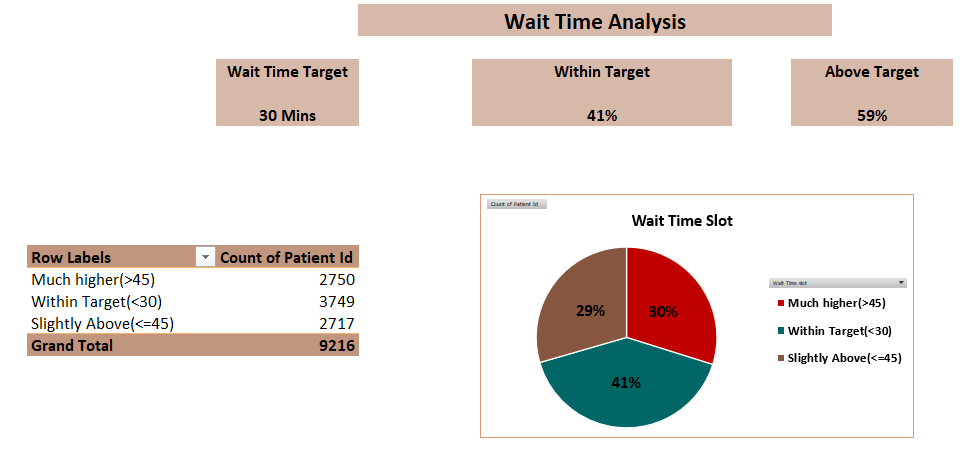 Wait Time Analysis
Wait Time Target
30 Mins
Within Target
41%
Above Target
59%
Row Labels Count of Patient Id
Much higher(>45) 2750
Within Target(<30) 3749
Slightly Above(<=45) 2717
Grand Total 9216
Count of Patient Id
Wait Time Slot
29%
30%
41%
Wait Time slot
Much higher(>45)
Within Target(<30)
Slightly Above(<=45)